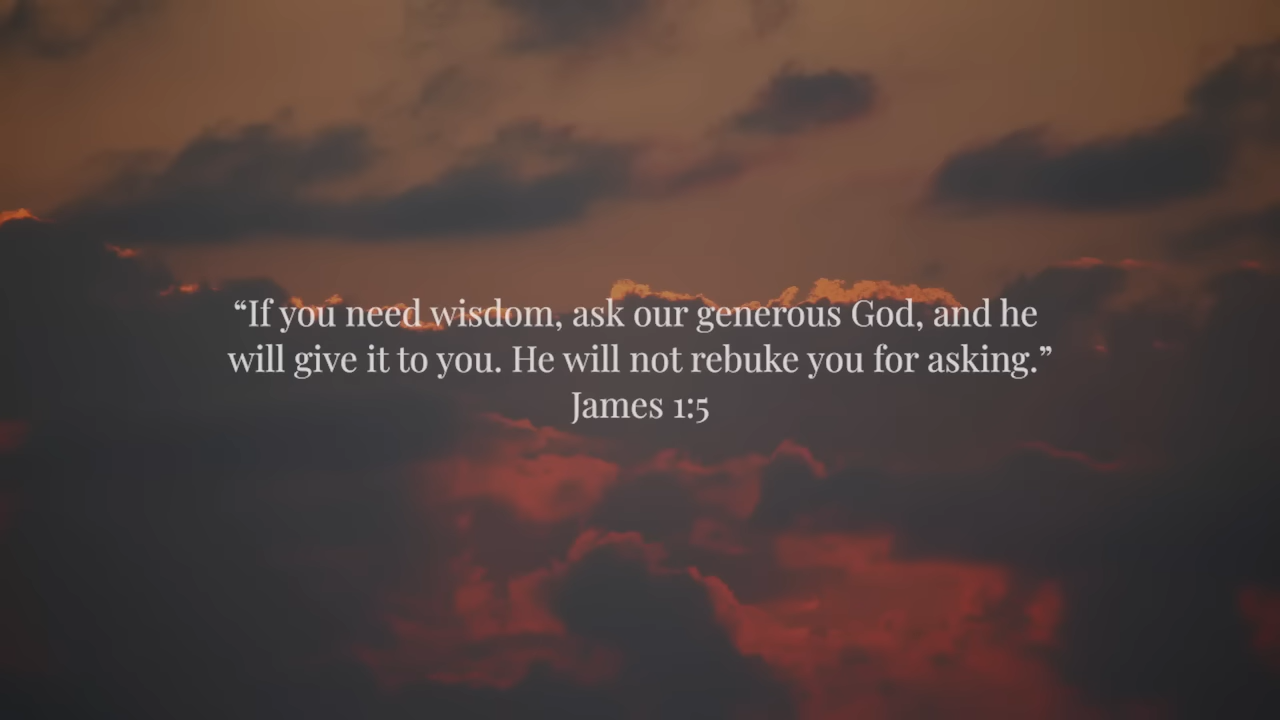 “If you need wisdom, ask our generous God, and he
will give it to you. He will not rebuke you for asking.”
James 1:5